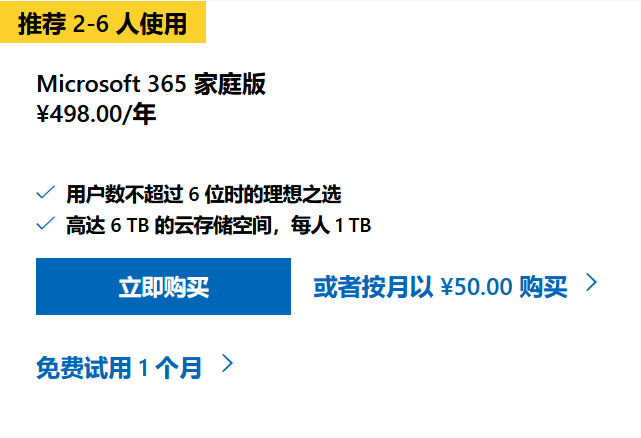 推荐 2-6 人使用
Microsoft 365 家庭版
¥498.00/年
用户数不超过 6 位时的理想之选
高达 6 TB 的云存储空间，每人 1 TB
立即购买
或者按月以 ¥50.00 购买
免费试用 1 个月